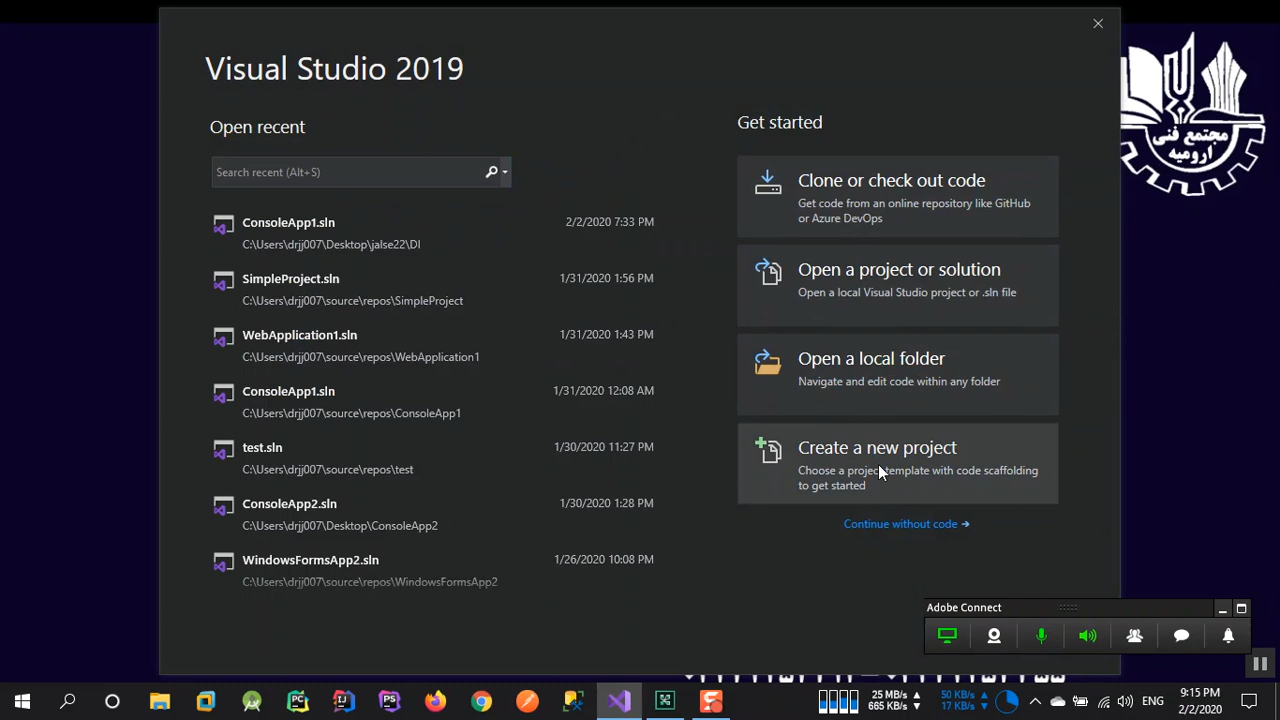 Visual Studio 2019
Open recent
Search recent (Alt+S)
ConsoleApp1.sln
2/2/2020 7:33 PM
C:\Users\drjj007\Desktop\jalse22\DI
SimpleProject.sln
1/31/2020 1:56 PM
C:\Users\drjj007\source\repos\SimpleProject
WebApplication1.sln
1/31/2020 1:43 PM
C:\Users\drjj007\source\repos\WebApplication1
ConsoleApp1.sln
1/31/2020 12:08 AM
C:\Users\drjj007\source\repos\ConsoleApp1
test.sln
1/30/2020 11:27 PM
C:\Users\drjj007\source\repos\test
ConsoleApp2.sln
1/30/2020 1:28 PM
C:\Users\drjj007\Desktop\ConsoleApp2
WindowsFormsApp2.sln
1/26/2020 10:08 PM
C:\Users\drjj007\source\repos\WindowsFormsApp2
Get started
Clone or check out code
Get code from an online repository like GitHub
or Azure DevOps
Open a project or solution
Open a local Visual Studio project or .sln file
Open a local folder
Navigate and edit code within any folder
Create a new project
Choose a project template with code scaffolding
to get started
Continue without code
مجتمع فنی
ارومیه
Adobe Connect
PC
IJ
PS
25 MB/s
665 KB/s
50 KB/s
17 KB/s
ENG
9:15 PM
2/2/2020